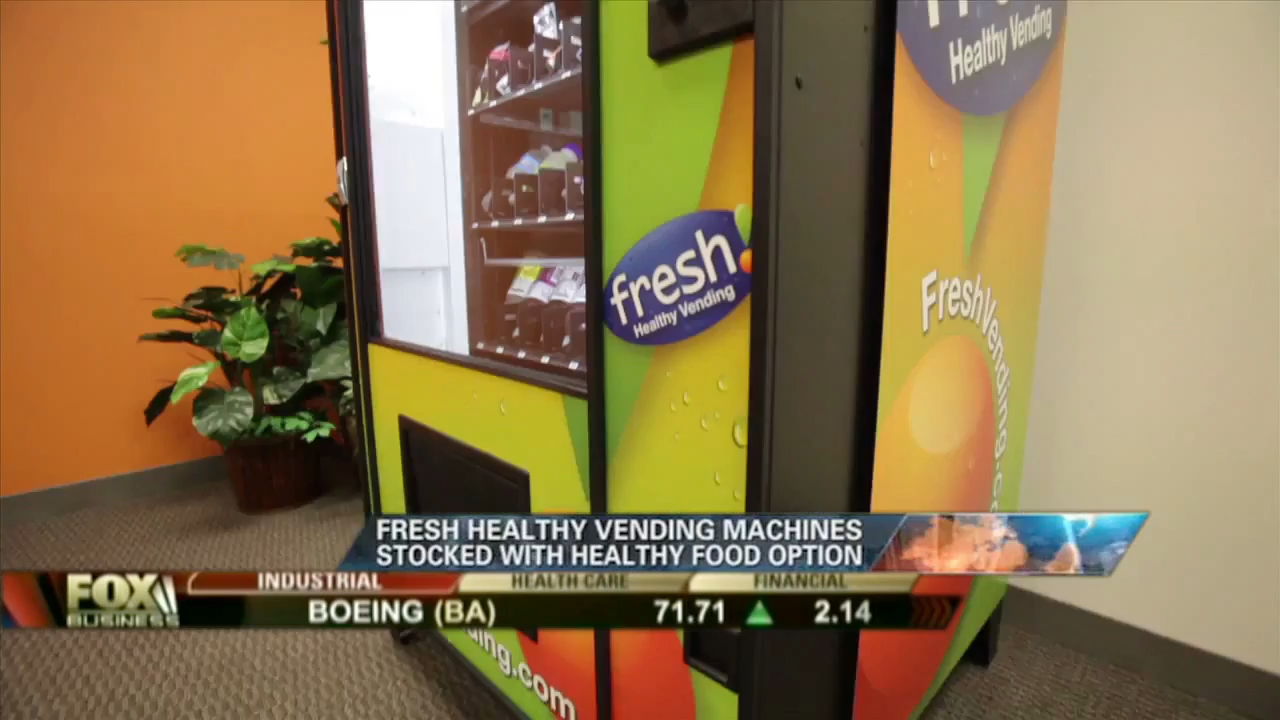 Healthy Vending
fresh
Healthy Vending
FreshVending.c
FRESH HEALTHY VENDING MACHINES
STOCKED WITH HEALTHY FOOD OPTION
FOX
BUSINESS
INDUSTRIAL HEALTH CARE FINANCIAL
BOEING (BA) 71.71 ▲ 2.14
ding.com